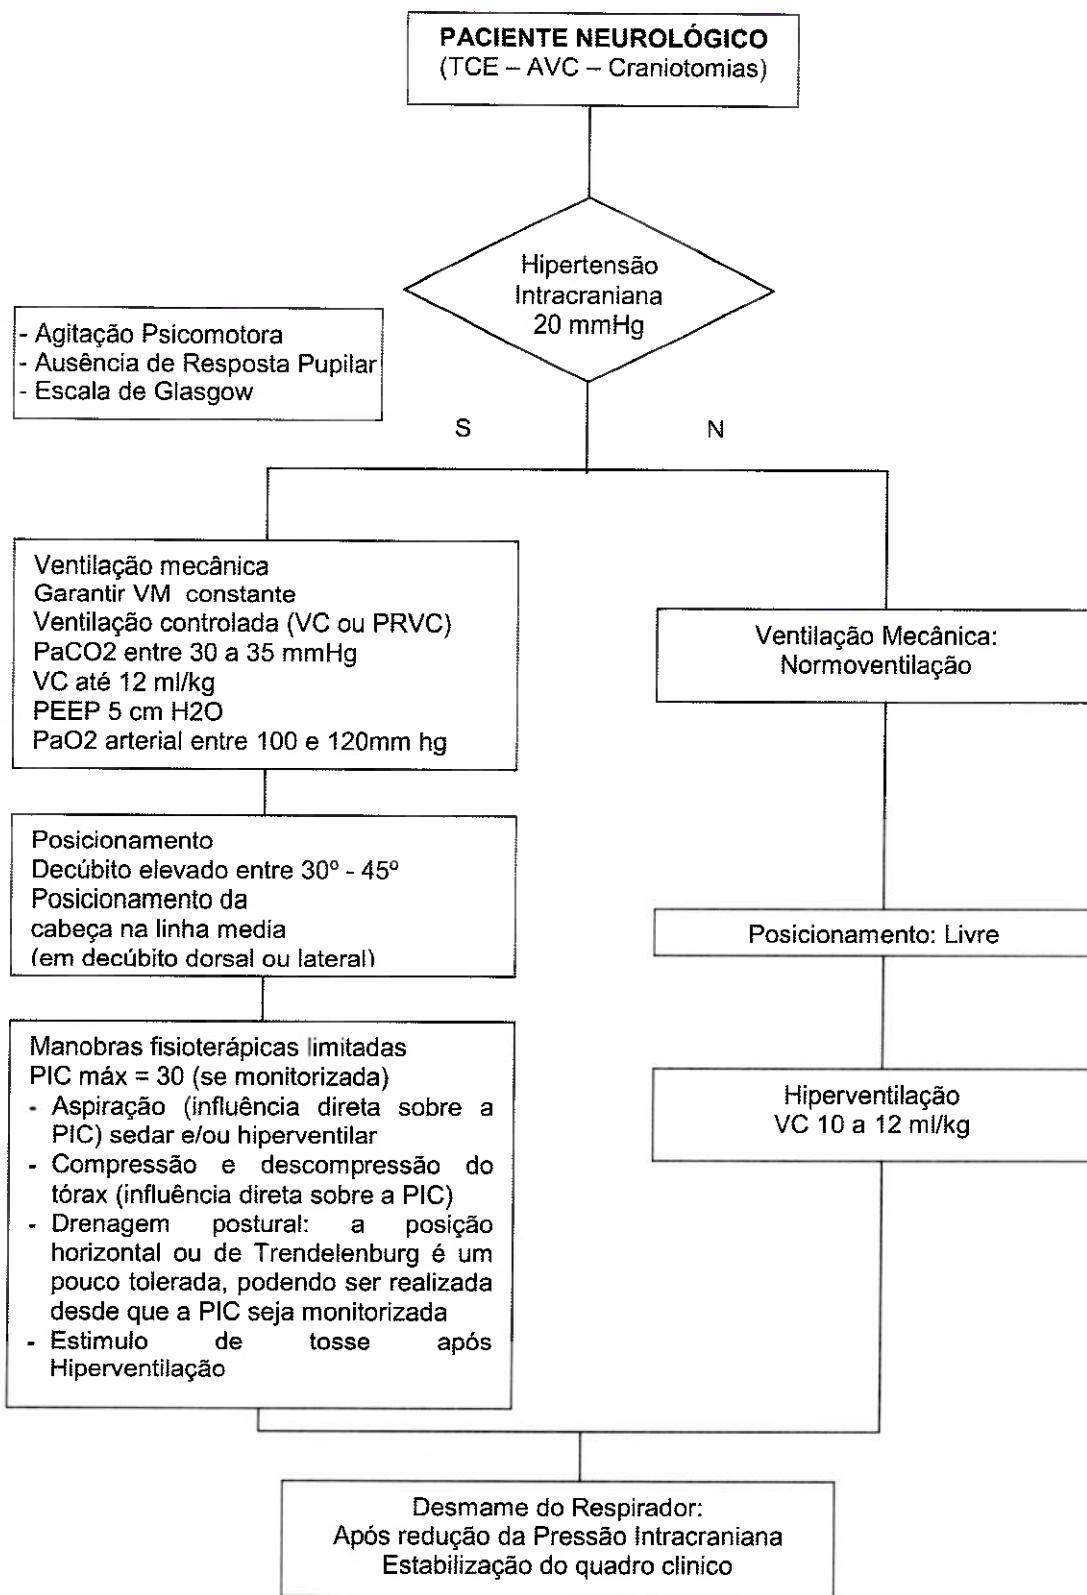 PACIENTE NEUROLÓGICO
(TCE – AVC – Craniotomias)
Hipertensão
Intracraniana
20 mmHg
- Agitação Psicomotora
- Ausência de Resposta Pupilar
- Escala de Glasgow
S
N
Ventilação mecânica
Garantir VM constante
Ventilação controlada (VC ou PRVC)
PaCO2 entre 30 a 35 mmHg
VC até 12 ml/kg
PEEP 5 cm H2O
PaO2 arterial entre 100 e 120mm hg
Ventilação Mecânica:
Normoventilação
Posicionamento
Decúbito elevado entre 30º - 45º
Posicionamento da
cabeça na linha media
(em decúbito dorsal ou lateral)
Posicionamento: Livre
Manobras fisioterápicas limitadas
PIC máx = 30 (se monitorizada)
- Aspiração (influência direta sobre a
PIC) sedar e/ou hiperventilar
- Compressão e descompressão do
tórax (influência direta sobre a PIC)
- Drenagem postural: a posição
horizontal ou de Trendelenburg é um
pouco tolerada, podendo ser realizada
desde que a PIC seja monitorizada
- Estimulo de tosse após
Hiperventilação
Hiperventilação
VC 10 a 12 ml/kg
Desmame do Respirador:
Após redução da Pressão Intracraniana
Estabilização do quadro clinico